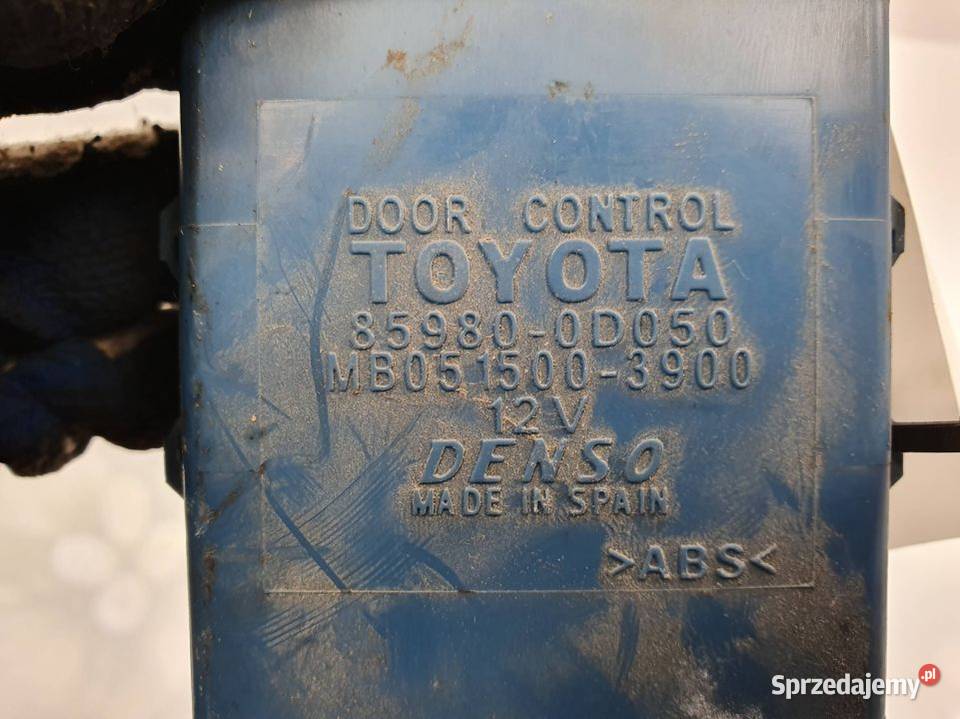 DOOR CONTROL
TOYOTA
85980-0D050
MB051500-3900
12V
DENSO
MADE IN SPAIN
>ABS<
Sprzedajemy.pl